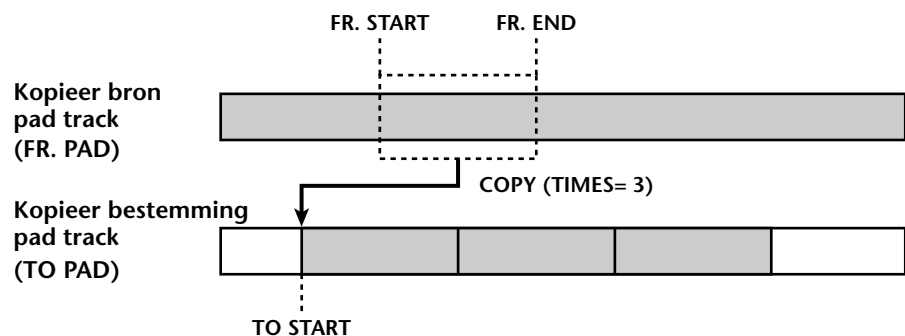 FR. START FR. END
Kopieer bron
pad track
(FR. PAD)
COPY (TIMES= 3)
Kopieer bestemming
pad track
(TO PAD)
TO START